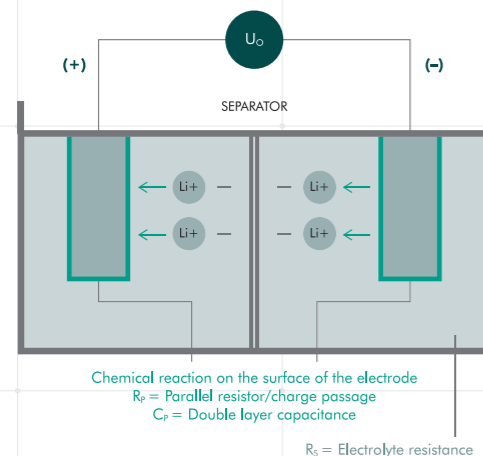 U₀
(+)
(–)
SEPARATOR
Li+ — — Li+
Li+ — — Li+
Chemical reaction on the surface of the electrode
Rₚ = Parallel resistor/charge passage
Cₚ = Double layer capacitance
Rₛ = Electrolyte resistance